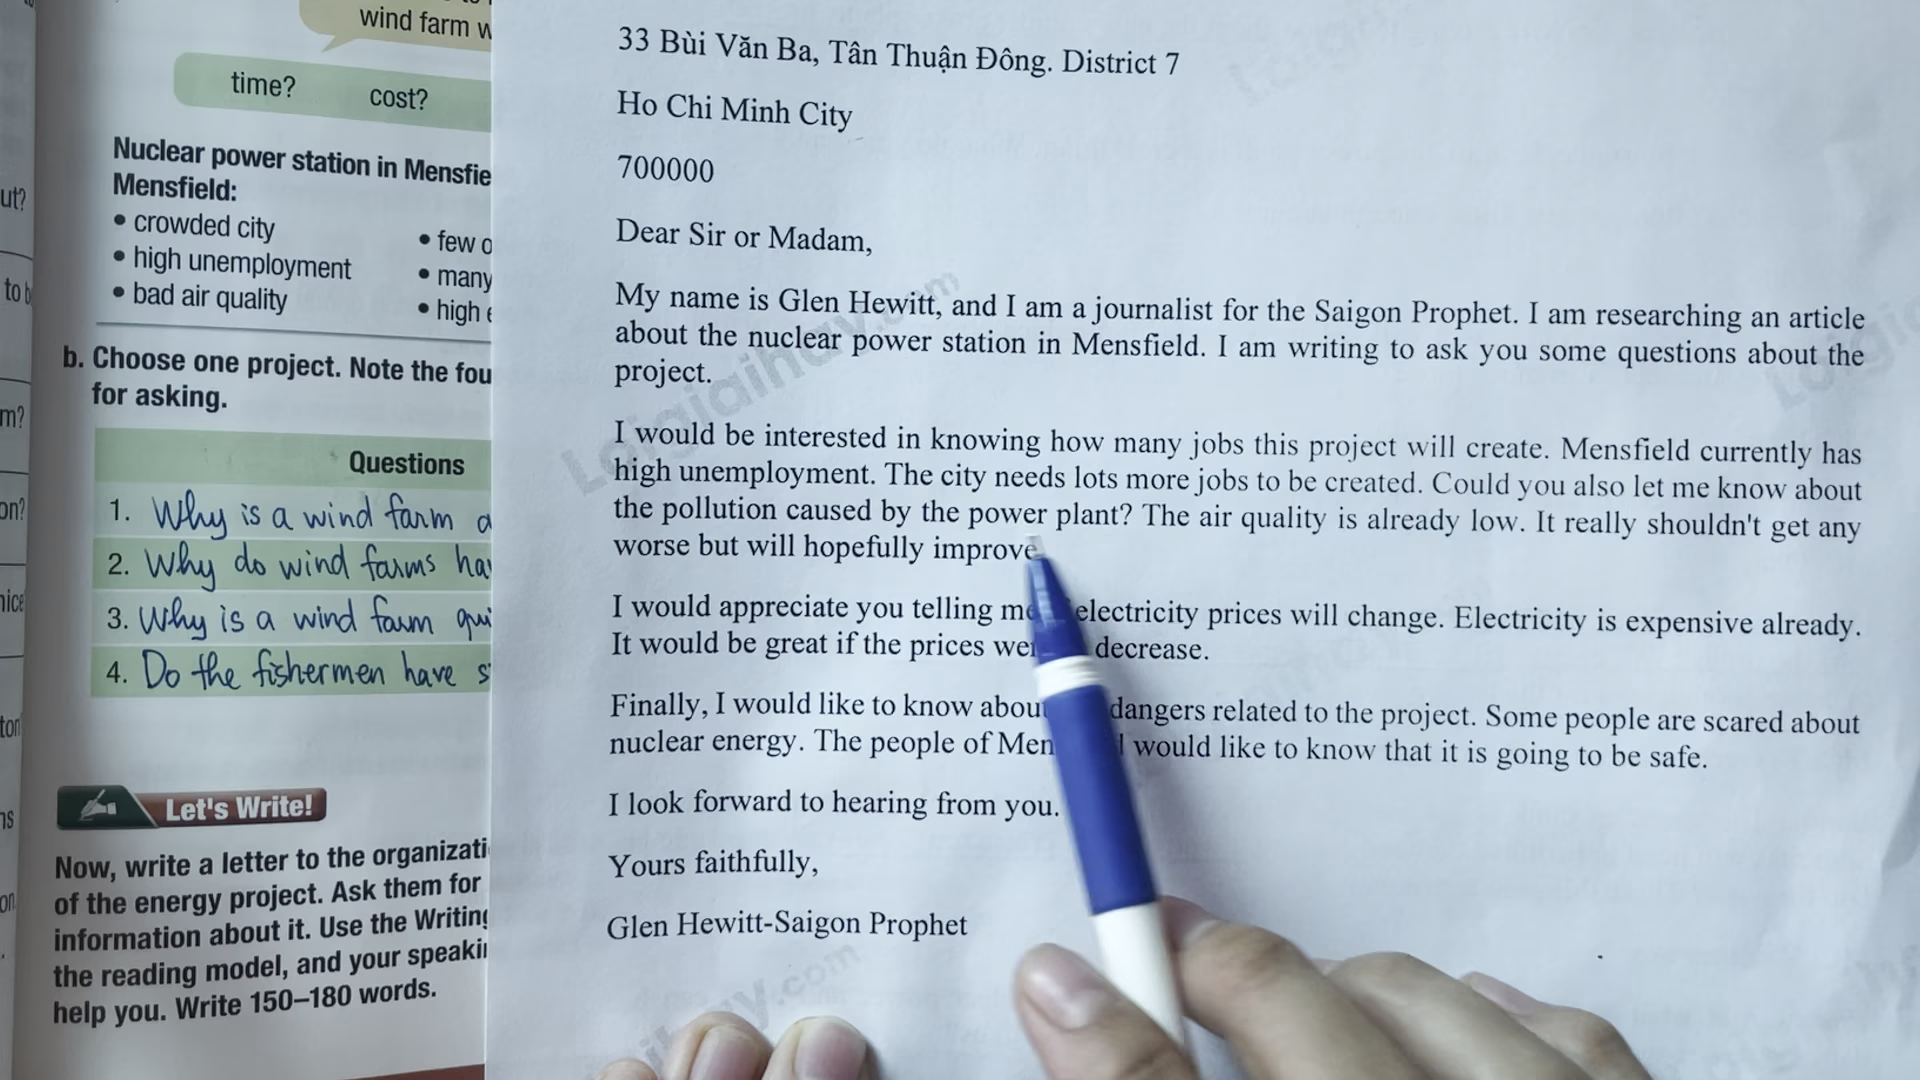 wind farm w
time? cost?
Nuclear power station in Mensfie
Mensfield:
• crowded city
• high unemployment
• bad air quality
• few o
• many
• high e
b. Choose one project. Note the fou
for asking.
Questions
1. Why is a wind farm a
2. Why do wind farms ha
3. Why is a wind farm qui
4. Do the fishermen have s
Let's Write!
Now, write a letter to the organizati
of the energy project. Ask them for
information about it. Use the Writing
the reading model, and your speaki
help you. Write 150–180 words.
ut?
to b
m?
on?
nice
ton
ns
on
33 Bùi Văn Ba, Tân Thuận Đông. District 7
Ho Chi Minh City
700000
Dear Sir or Madam,
My name is Glen Hewitt, and I am a journalist for the Saigon Prophet. I am researching an article
about the nuclear power station in Mensfield. I am writing to ask you some questions about the
project.
I would be interested in knowing how many jobs this project will create. Mensfield currently has
high unemployment. The city needs lots more jobs to be created. Could you also let me know about
the pollution caused by the power plant? The air quality is already low. It really shouldn't get any
worse but will hopefully improve
I would appreciate you telling me electricity prices will change. Electricity is expensive already.
It would be great if the prices we decrease.
Finally, I would like to know about dangers related to the project. Some people are scared about
nuclear energy. The people of Men would like to know that it is going to be safe.
I look forward to hearing from you.
Yours faithfully,
Glen Hewitt-Saigon Prophet
Loigiaihay.com